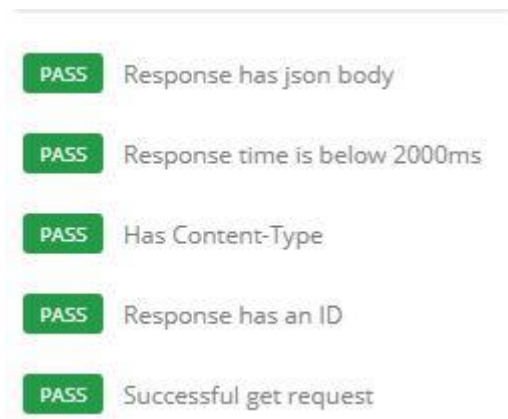 PASS Response has json body
PASS Response time is below 2000ms
PASS Has Content-Type
PASS Response has an ID
PASS Successful get request